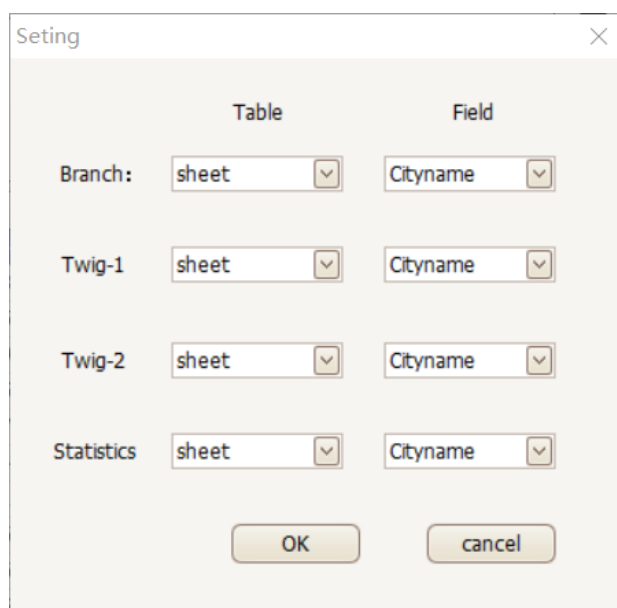 Seting
Table Field
Branch： sheet Cityname
Twig-1 sheet Cityname
Twig-2 sheet Cityname
Statistics sheet Cityname
OK cancel